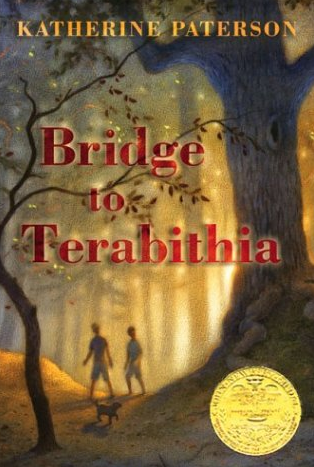 KATHERINE PATERSON
Bridge
to
Terabithia